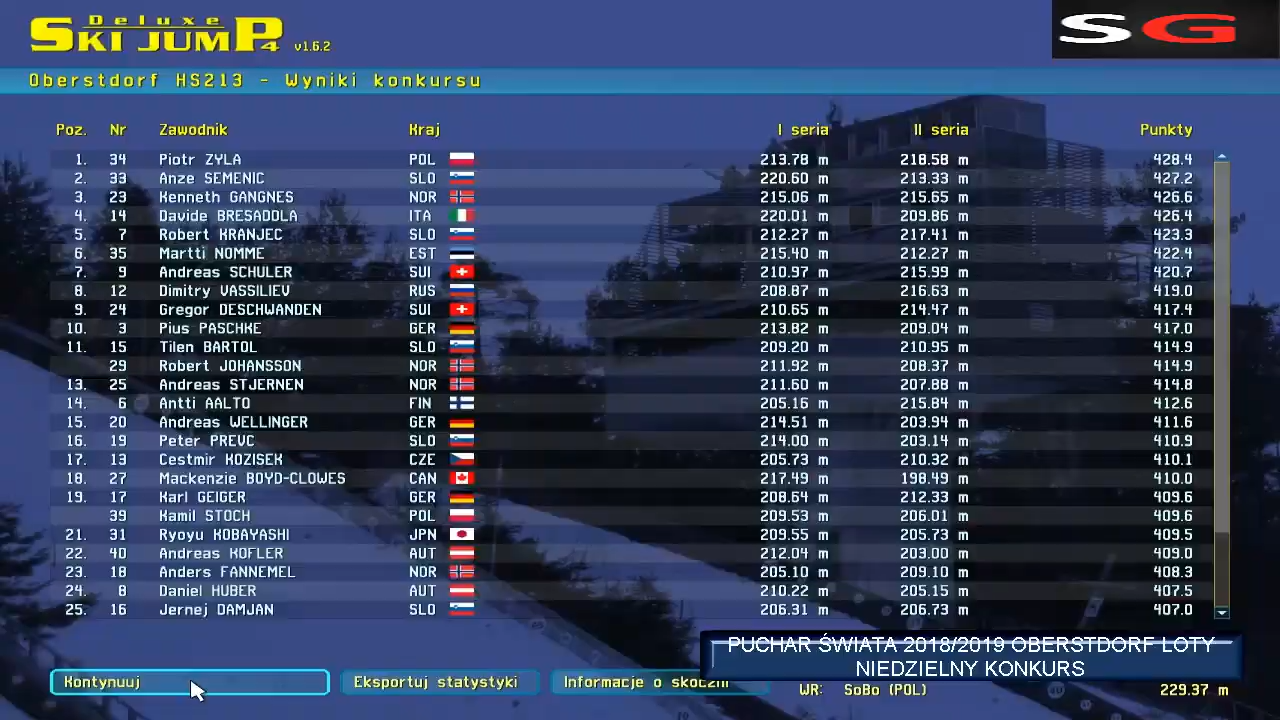 Deluxe
SKI JUMP 4 v1.6.2
SG
Oberstdorf HS213 - Wyniki konkursu
Poz. Nr Zawodnik Kraj I seria II seria Punkty
1. 34 Piotr ZYLA POL 213.78 m 218.58 m 428.4
2. 33 Anze SEMENIC SLO 220.60 m 213.33 m 427.2
3. 23 Kenneth GANGNES NOR 215.06 m 215.65 m 426.6
4. 14 Davide BRESADOLA ITA 220.01 m 209.86 m 426.4
5. 7 Robert KRANJEC SLO 212.27 m 217.41 m 423.3
6. 35 Martti NOMME EST 215.40 m 212.27 m 422.4
7. 9 Andreas SCHULER SUI 210.97 m 215.99 m 420.7
8. 12 Dimitry VASSILIEV RUS 208.87 m 216.63 m 419.0
9. 24 Gregor DESCHWANDEN SUI 210.65 m 214.47 m 417.4
10. 3 Pius PASCHKE GER 213.82 m 209.04 m 417.0
11. 15 Tilen BARTOL SLO 209.20 m 210.95 m 414.9
29 Robert JOHANSSON NOR 211.92 m 208.37 m 414.9
13. 25 Andreas STJERNEN NOR 211.60 m 207.88 m 414.8
14. 6 Antti AALTO FIN 205.16 m 215.84 m 412.6
15. 20 Andreas WELLINGER GER 214.51 m 203.94 m 411.6
16. 19 Peter PREVC SLO 214.00 m 203.14 m 410.9
17. 13 Cestmir KOZISEK CZE 205.73 m 210.32 m 410.1
18. 27 Mackenzie BOYD-CLOWES CAN 217.49 m 198.49 m 410.0
19. 17 Karl GEIGER GER 208.64 m 212.33 m 409.6
39 Kamil STOCH POL 209.53 m 206.01 m 409.6
21. 31 Ryoyu KOBAYASHI JPN 209.55 m 205.73 m 409.5
22. 40 Andreas KOFLER AUT 212.04 m 203.00 m 409.0
23. 18 Anders FANNEMEL NOR 205.10 m 209.10 m 408.3
24. 8 Daniel HUBER AUT 210.22 m 205.15 m 407.5
25. 16 Jernej DAMJAN SLO 206.31 m 206.73 m 407.0
PUCHAR ŚWIATA 2018/2019 OBERSTDORF LOTY
NIEDZIELNY KONKURS
Kontynuuj Eksportuj statystyki Informacje o skoczni
WR: SoBo (POL) 229.37 m